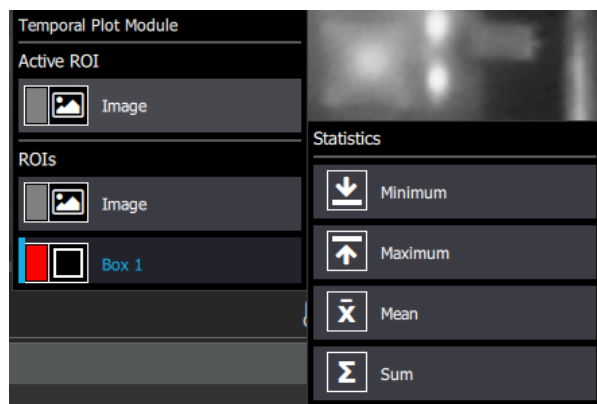 Temporal Plot Module
Active ROI
Image
ROIs
Image
Box 1
Statistics
Minimum
Maximum
x̄ Mean
Σ Sum